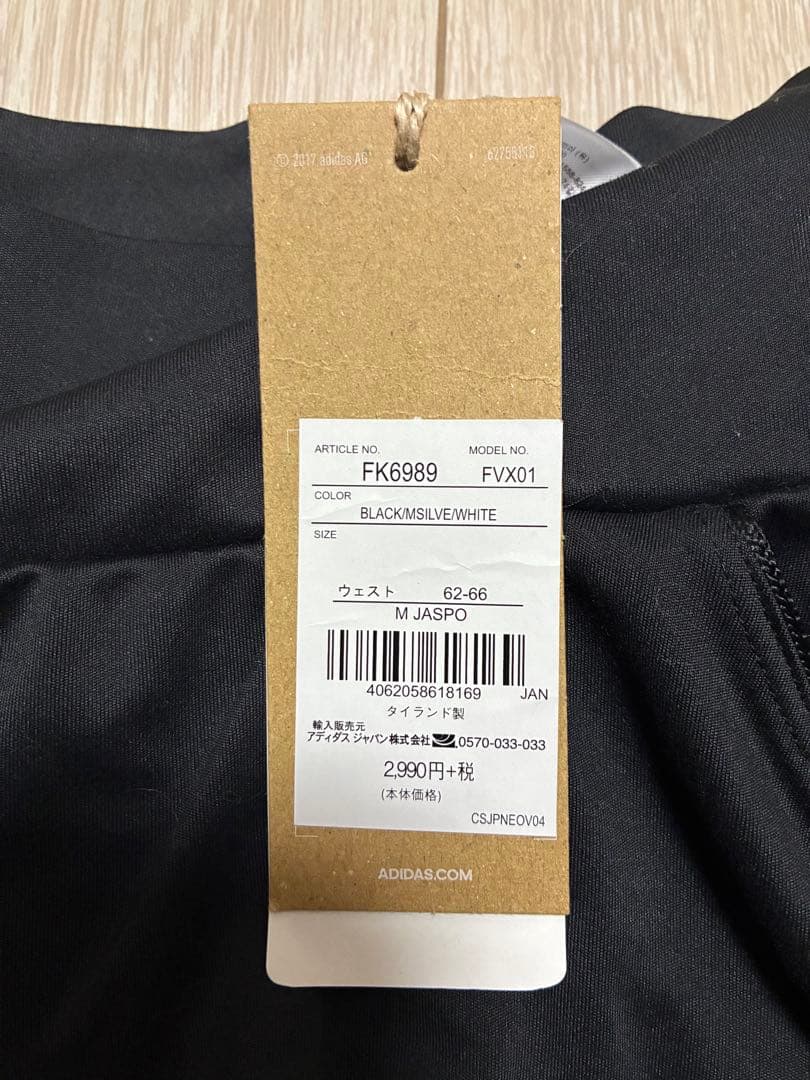 © 2017 adidas AG
ARTICLE NO. MODEL NO.
FK6989 FVX01
COLOR
BLACK/MSILVE/WHITE
SIZE
ウェスト 62-66
M JASPO
4062058618169 JAN
タイランド製
輸入販売元
アディダス ジャパン株式会社 0570-033-033
2,990円+税
(本体価格)
CSJPNEOV04
ADIDAS.COM